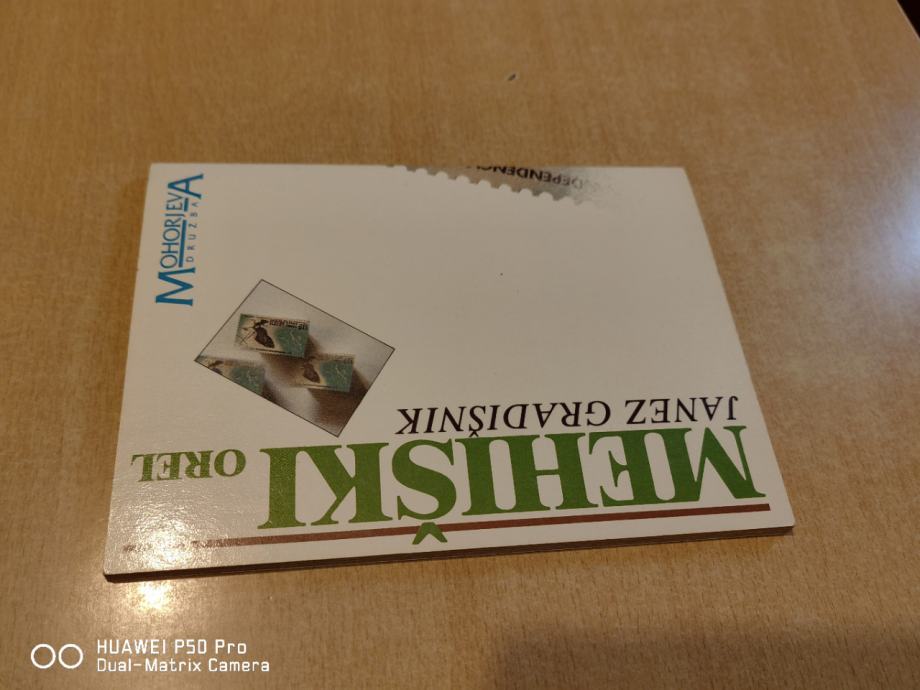 MEHIŠKI OREL
JANEZ GRADIŠNIK
MOHORJEVA
DRUŽBA
HUAWEI P50 Pro
Dual-Matrix Camera